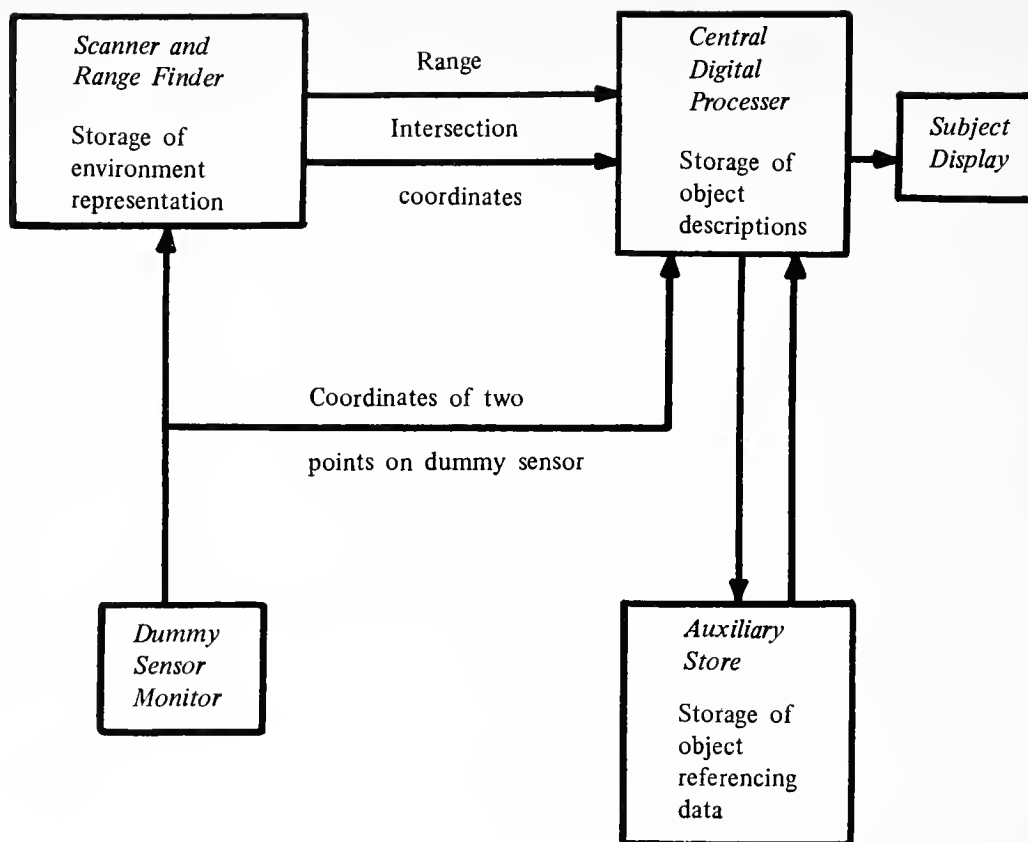 Scanner and
Range Finder
Storage of
environment
representation
Range
Intersection
coordinates
Central
Digital
Processer
Storage of
object
descriptions
Subject
Display
Coordinates of two
points on dummy sensor
Dummy
Sensor
Monitor
Auxiliary
Store
Storage of
object
referencing
data